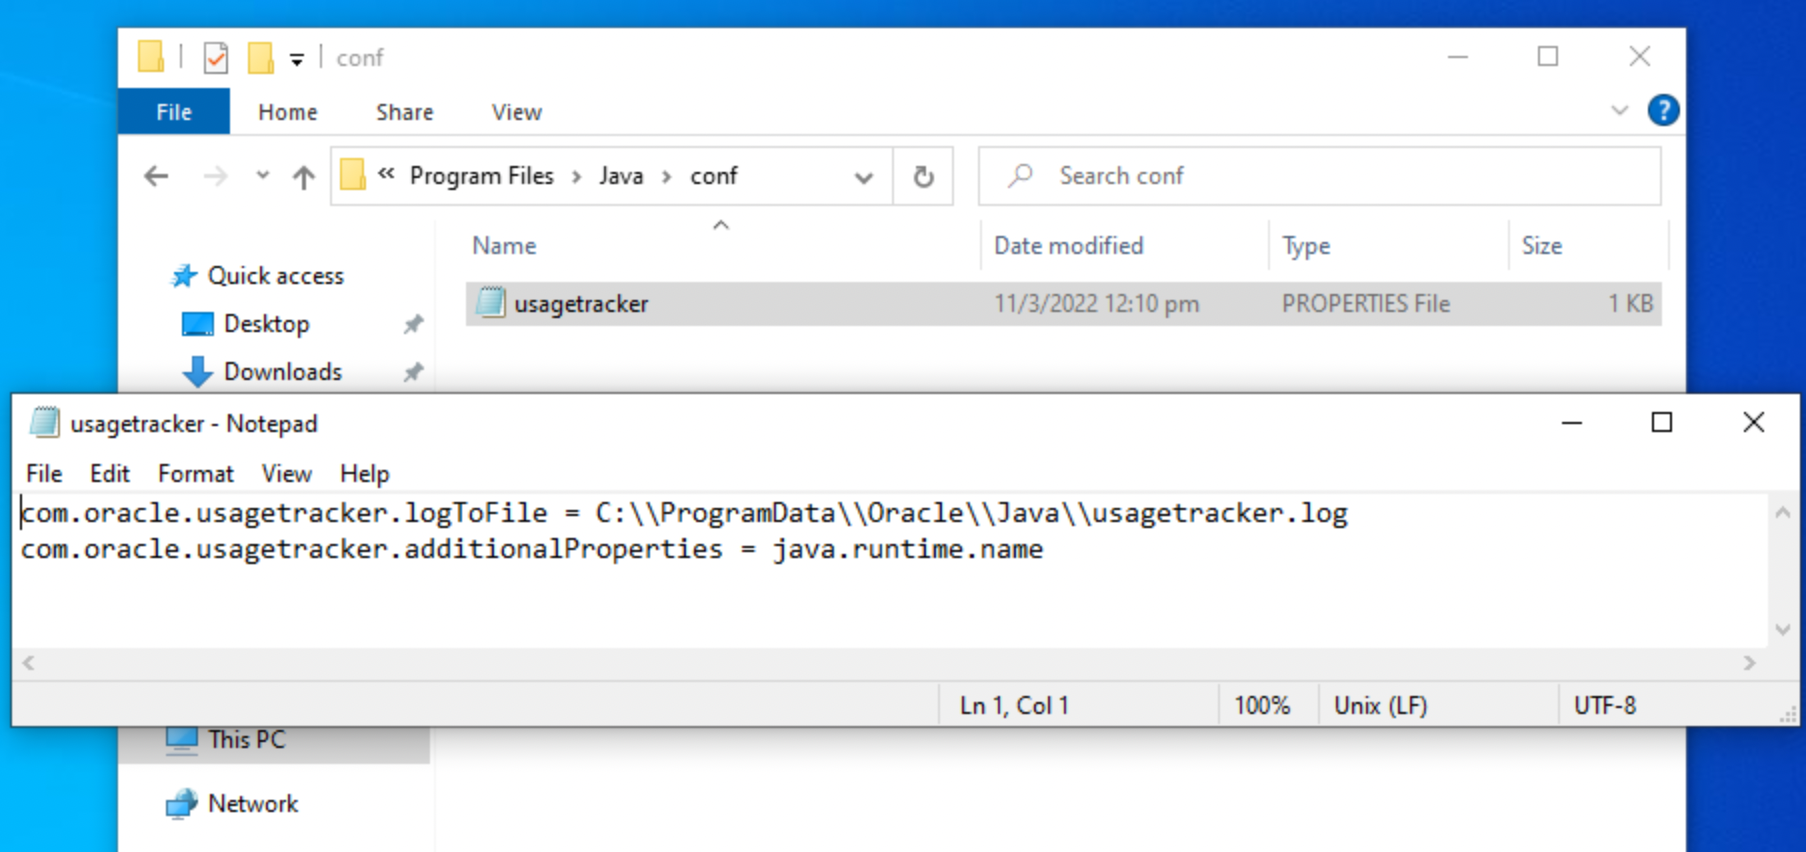 conf
File Home Share View
?
« Program Files > Java > conf
Search conf
Name Date modified Type Size
Quick access
Desktop
Downloads
usagetracker 11/3/2022 12:10 pm PROPERTIES File 1 KB
usagetracker - Notepad
File Edit Format View Help
com.oracle.usagetracker.logToFile = C:\\ProgramData\\Oracle\\Java\\usagetracker.log
com.oracle.usagetracker.additionalProperties = java.runtime.name
Ln 1, Col 1 100% Unix (LF) UTF-8
This PC
Network